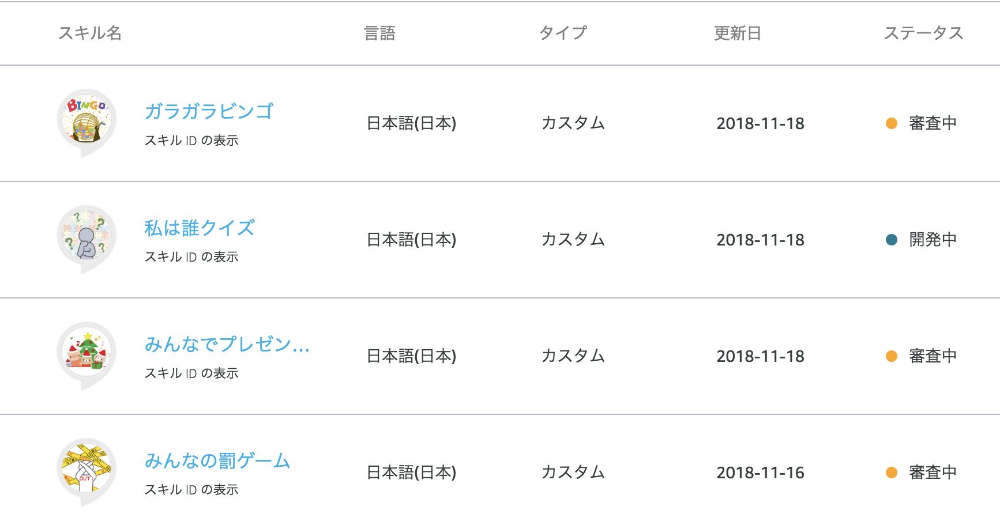 スキル名 言語 タイプ 更新日 ステータス
BINGO
ガラガラビンゴ
スキル ID の表示
日本語(日本) カスタム 2018-11-18 審査中
私は誰クイズ
スキル ID の表示
日本語(日本) カスタム 2018-11-18 開発中
みんなでプレゼン...
スキル ID の表示
日本語(日本) カスタム 2018-11-18 審査中
OUT!
みんなの罰ゲーム
スキル ID の表示
日本語(日本) カスタム 2018-11-16 審査中